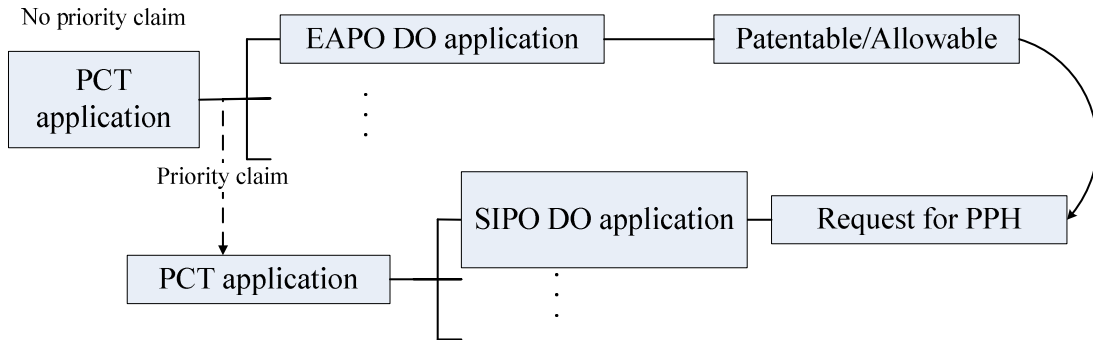 No priority claim
PCT
application
EAPO DO application
Patentable/Allowable
Priority claim
PCT application
SIPO DO application
Request for PPH